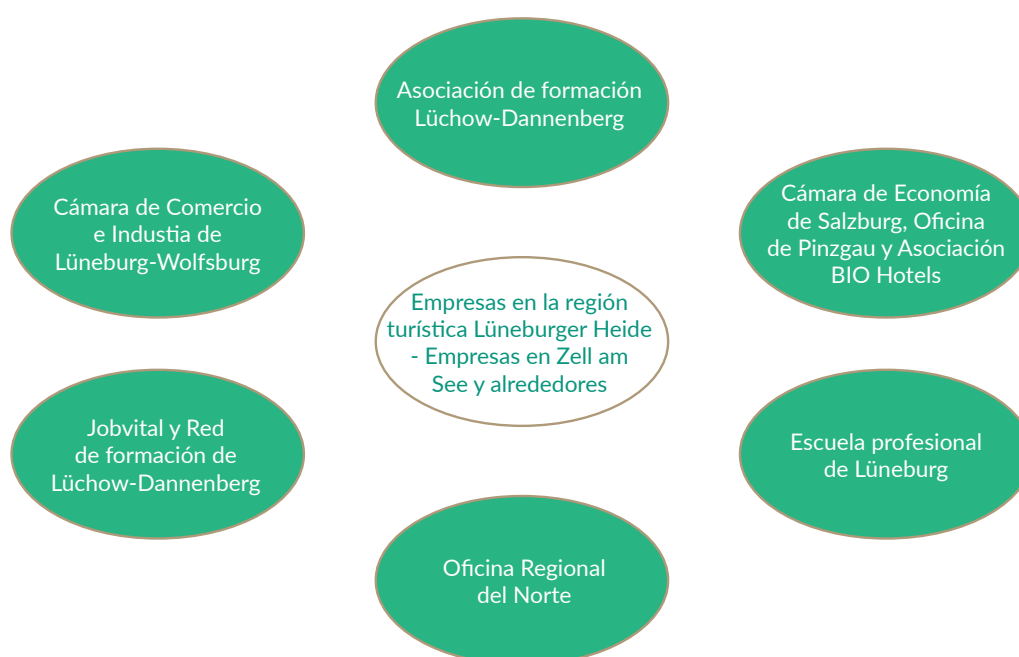 Asociación de formación
Lüchow-Dannenberg
Cámara de Comercio
e Industia de
Lüneburg-Wolfsburg
Cámara de Economía
de Salzburg, Oficina
de Pinzgau y Asociación
BIO Hotels
Empresas en la región
turística Lüneburger Heide
- Empresas en Zell am
See y alrededores
Jobvital y Red
de formación de
Lüchow-Dannenberg
Escuela profesional
de Lüneburg
Oficina Regional
del Norte